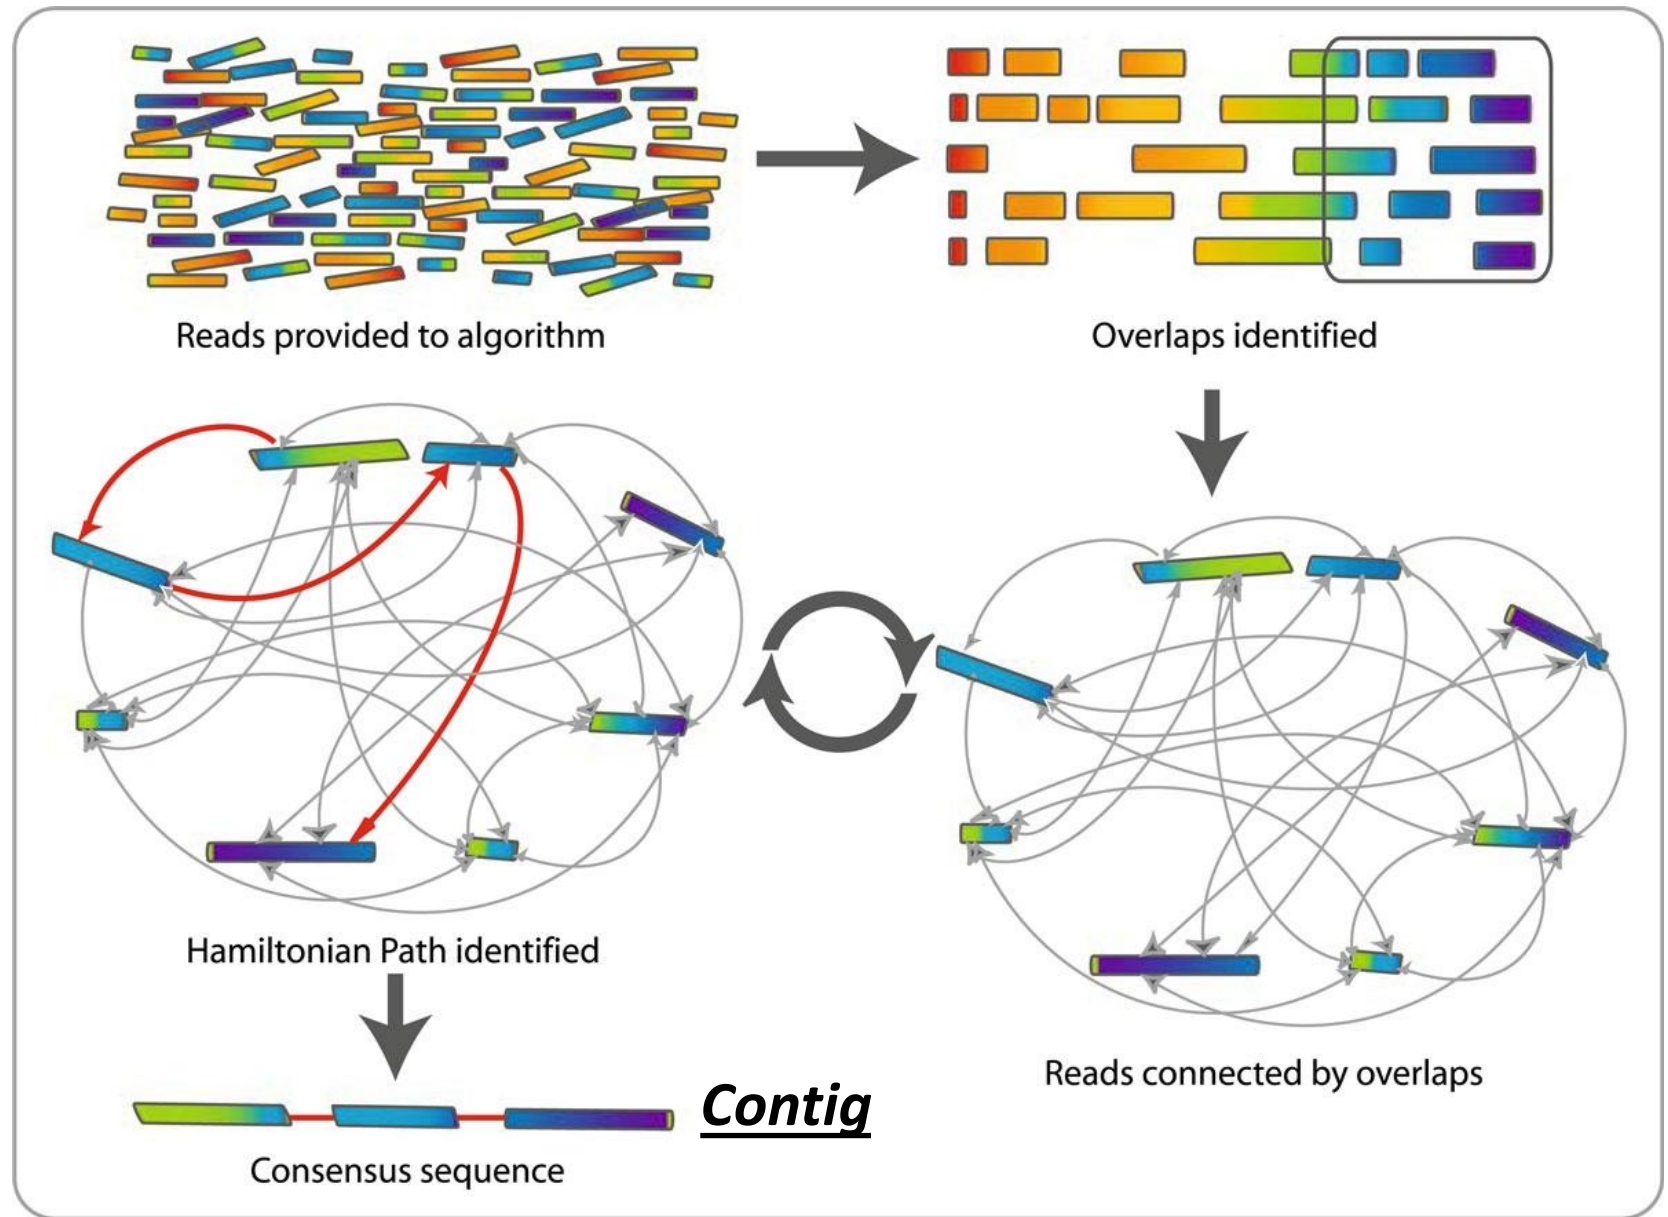 Reads provided to algorithm
Overlaps identified
Hamiltonian Path identified
Reads connected by overlaps
Contig
Consensus sequence